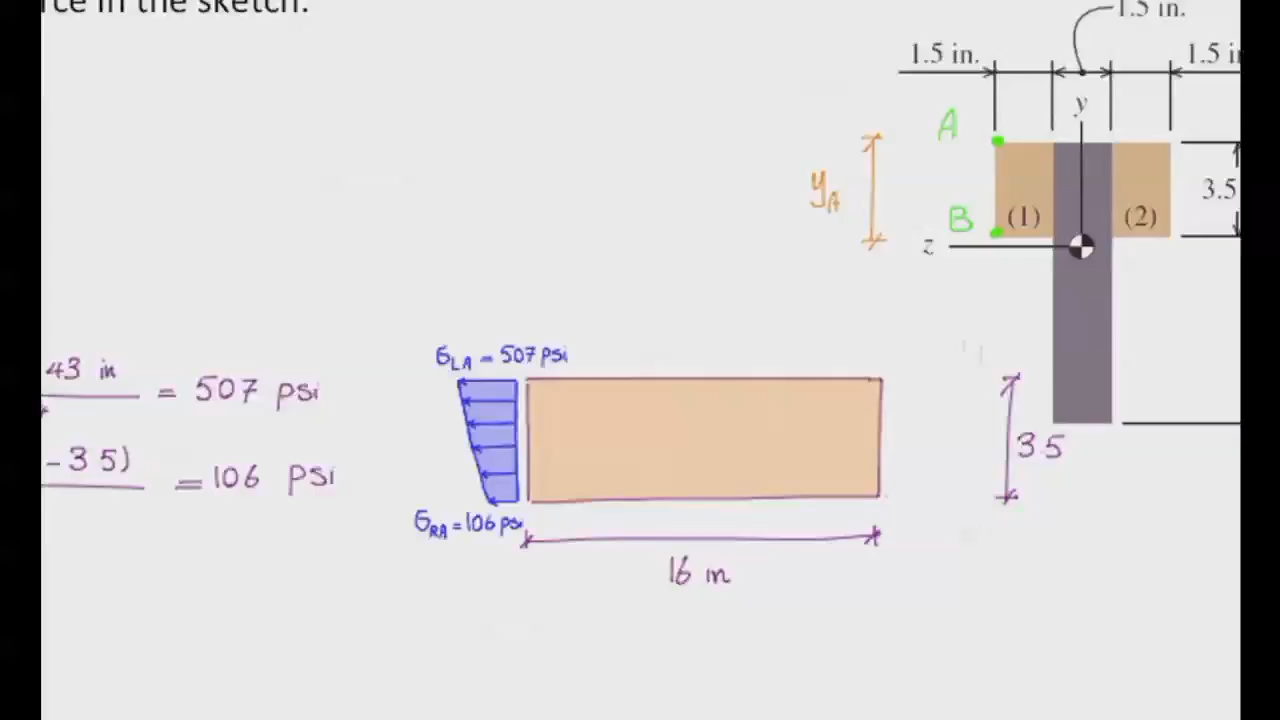 rce in the sketch.
1.5 in.
1.5 in.
1.5 i
y
A
y_A
3.5
B
(1)
(2)
z
σ_LA = 507 psi
43 in
= 507 psi
3.5
-3.5)
= 106 psi
σ_RA = 106 psi
16 in